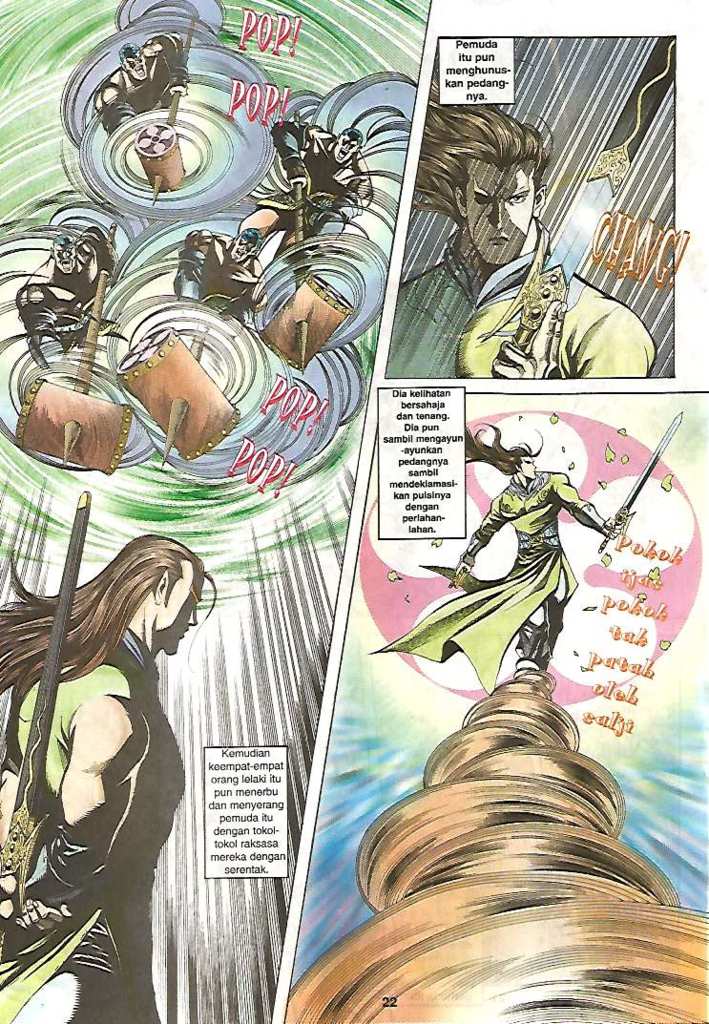 POP!
POP!
POP!
POP!
Kemudian
keempat-empat
orang lelaki itu
pun menerbu
dan menyerang
pemuda itu
dengan tokol-
tokol raksasa
mereka dengan
serentak.
Pemuda
itu pun
menghunus-
kan pedang-
nya.
CHANG!
Dia kelihatan
bersahaja
dan tenang.
Dia pun
sambil mengayun
-ayunkan
pedangnya
sambil
mendeklamasi-
kan puisinya
dengan
perlahan-
lahan.
Pokok
ijas
pokok
tak
patah
oleh
salji
22